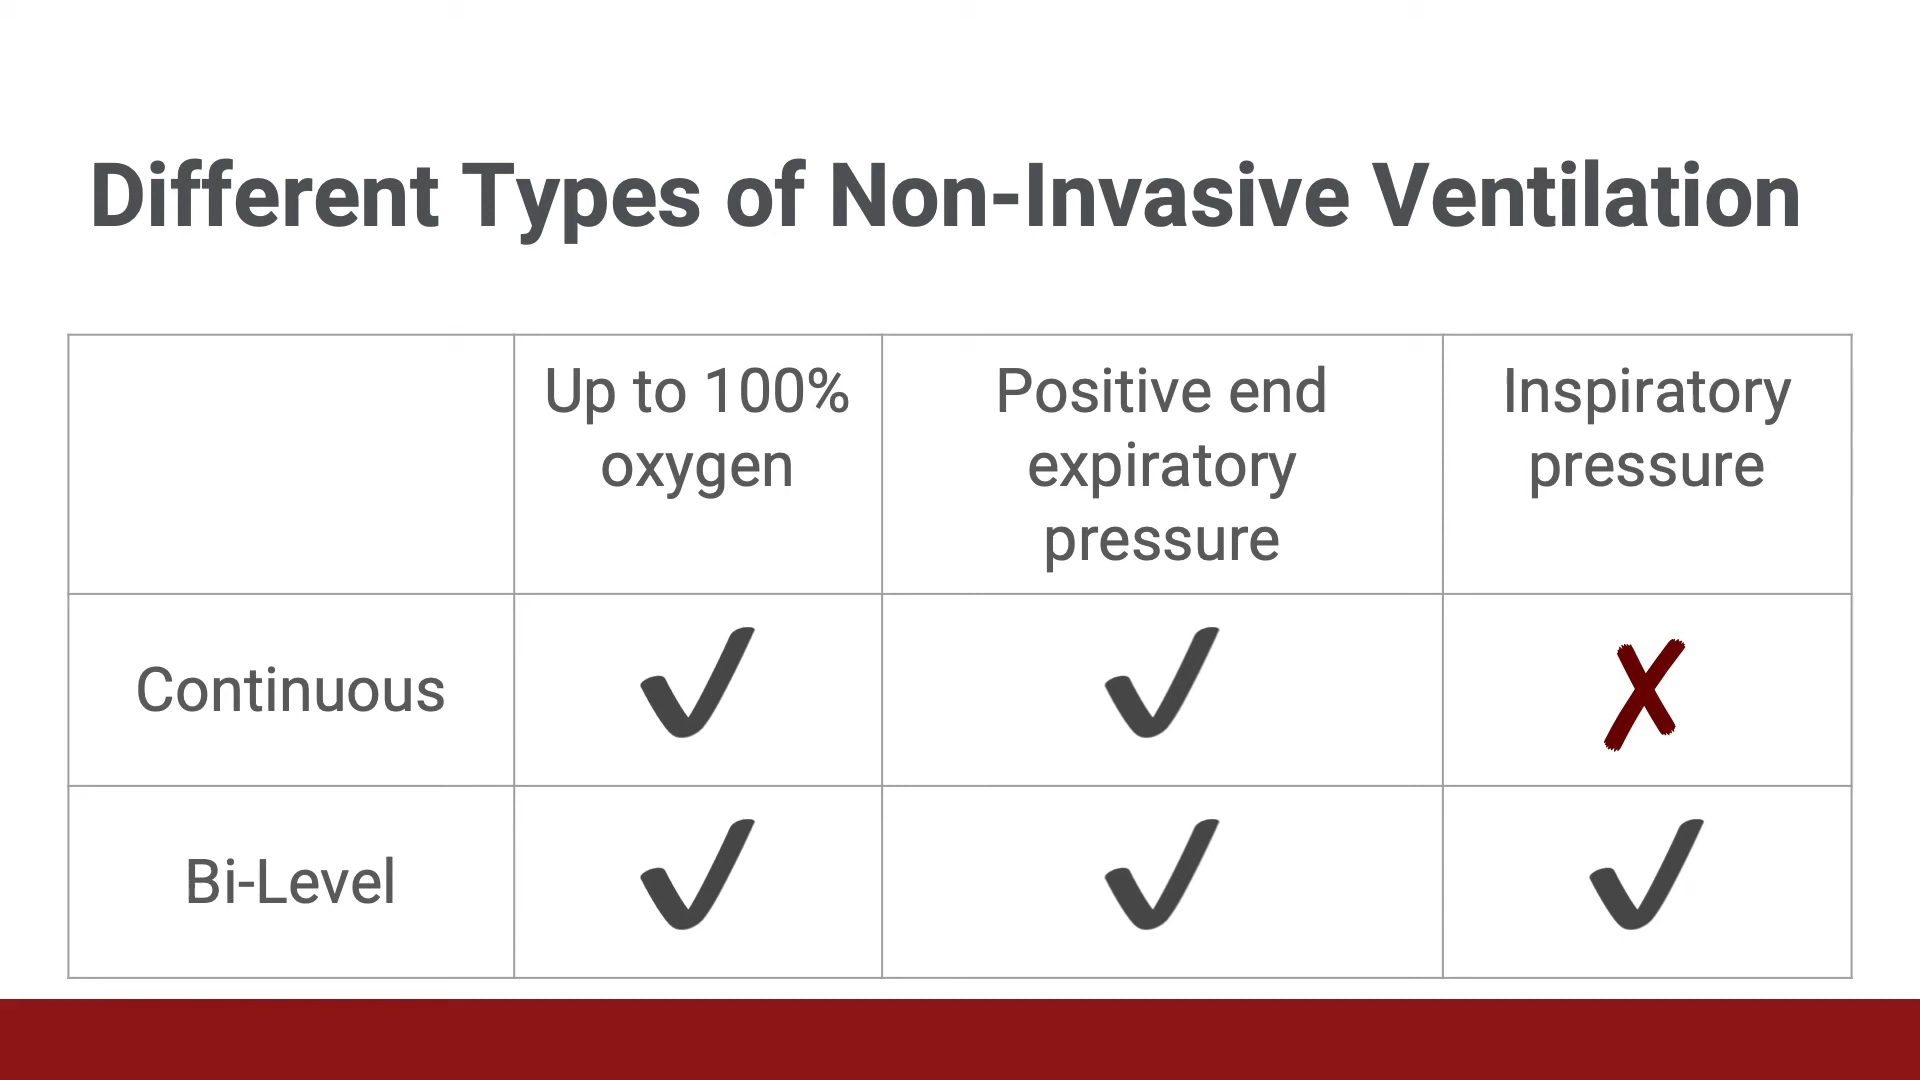 Different Types of Non-Invasive Ventilation
Up to 100%
oxygen
Positive end
expiratory
pressure
Inspiratory
pressure
Continuous
✔ ✔ ✗
Bi-Level
✔ ✔ ✔